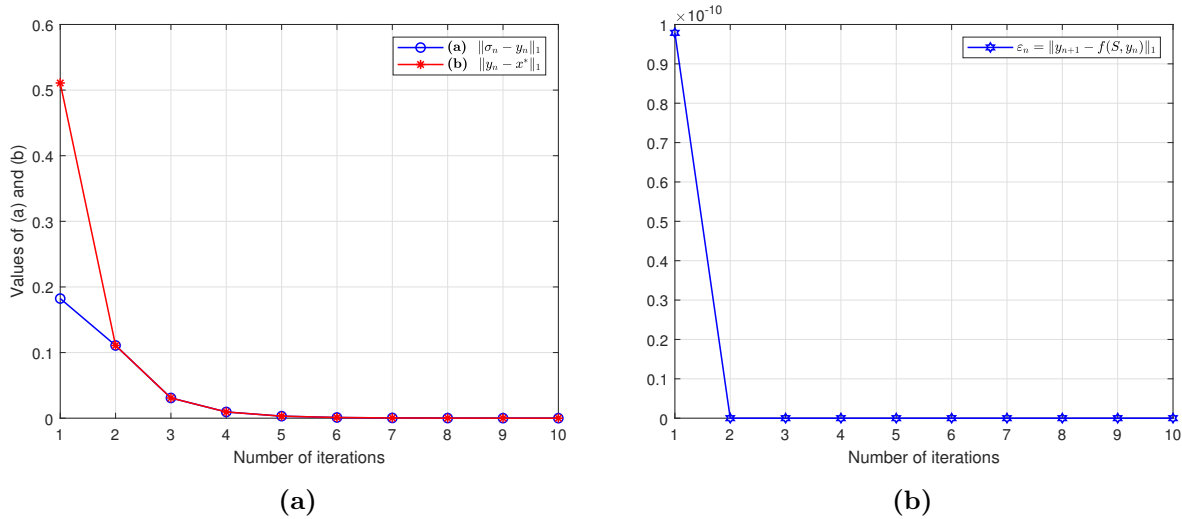 0.6
0.5
0.4
0.3
0.2
0.1
0
Values of (a) and (b)
(a) ‖σₙ − yₙ‖₁
(b) ‖yₙ − x*‖₁
1 2 3 4 5 6 7 8 9 10
Number of iterations
(a)
×10⁻¹⁰
1
0.9
0.8
0.7
0.6
0.5
0.4
0.3
0.2
0.1
0
εₙ = ‖yₙ₊₁ − f(S, yₙ)‖₁
1 2 3 4 5 6 7 8 9 10
Number of iterations
(b)